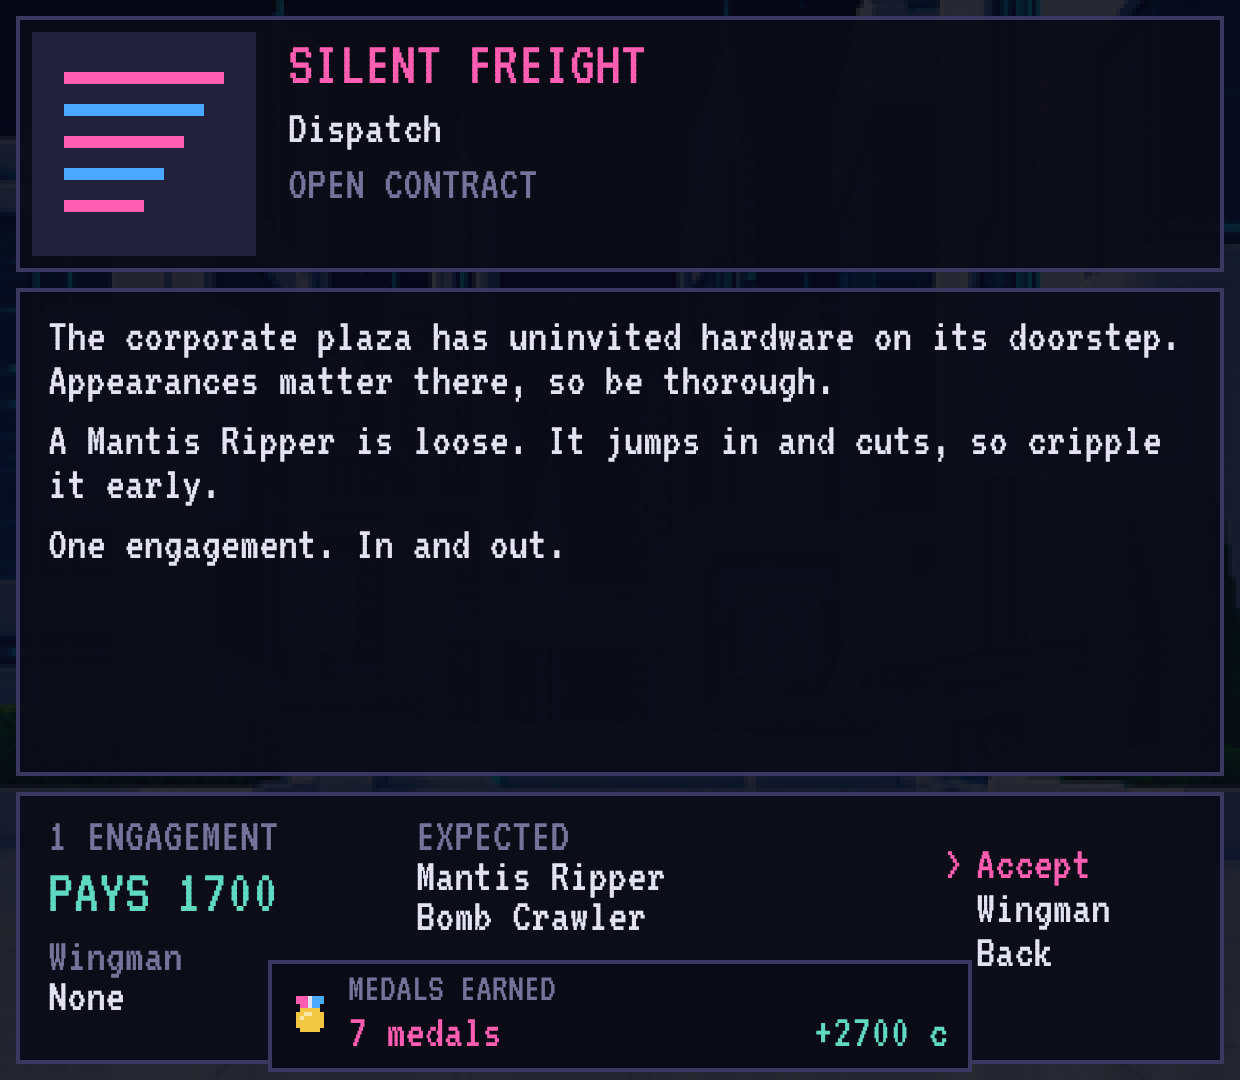 SILENT FREIGHT
Dispatch
OPEN CONTRACT
The corporate plaza has uninvited hardware on its doorstep.
Appearances matter there, so be thorough.
A Mantis Ripper is loose. It jumps in and cuts, so cripple
it early.
One engagement. In and out.
1 ENGAGEMENT
PAYS 1700
Wingman
None
EXPECTED
Mantis Ripper
Bomb Crawler
> Accept
Wingman
Back
MEDALS EARNED
7 medals
+2700 c